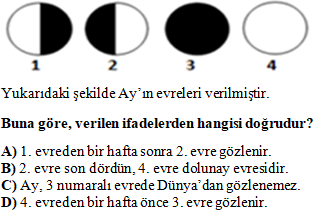 1 2 3 4
Yukarıdaki şekilde Ay’ın evreleri verilmiştir.
Buna göre, verilen ifadelerden hangisi doğrudur?
A) 1. evreden bir hafta sonra 2. evre gözlenir.
B) 2. evre son dördün, 4. evre dolunay evresidir.
C) Ay, 3 numaralı evrede Dünya’dan gözlenemez.
D) 4. evreden bir hafta önce 3. evre gözlenir.